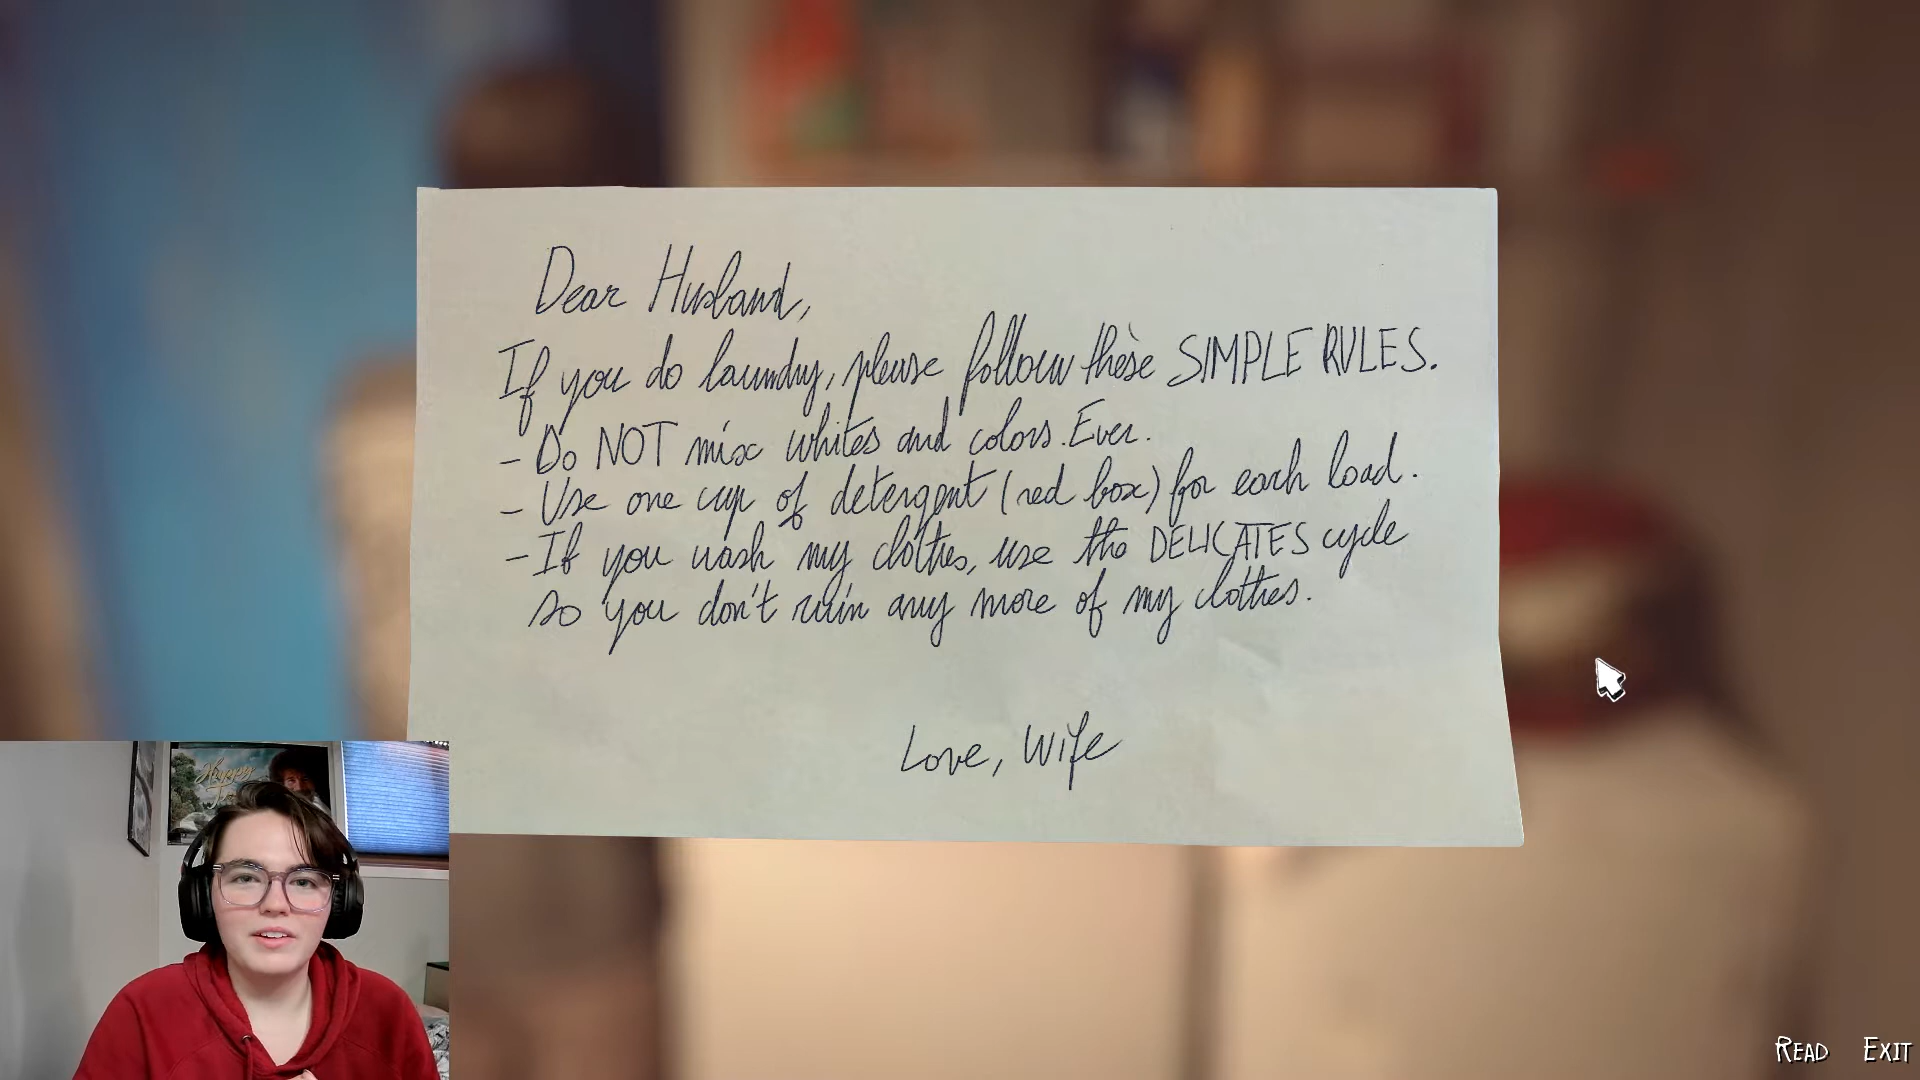 Dear Husband,
If you do laundry, please follow these SIMPLE RULES.
- Do NOT mix whites and colors. Ever.
- Use one cup of detergent (red box) for each load.
- If you wash my clothes, use the DELICATES cycle
so you don't ruin any more of my clothes.
Love, Wife
Happy
READ EXIT